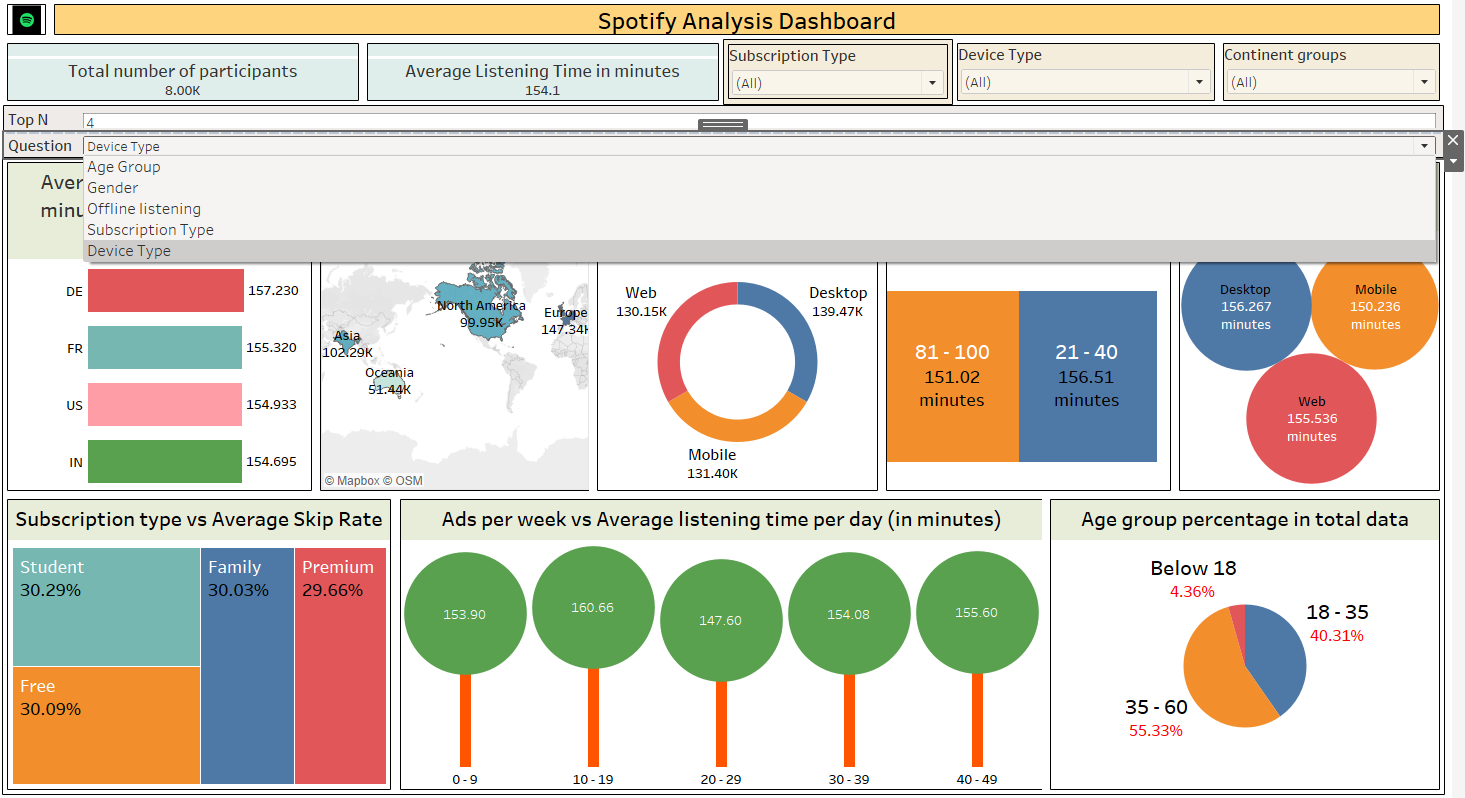 Spotify Analysis Dashboard
Total number of participants
8.00K
Average Listening Time in minutes
154.1
Subscription Type
(All)
Device Type
(All)
Continent groups
(All)
Top N
4
Question
Device Type
Age Group
Gender
Offline listening
Subscription Type
Device Type
DE
157.230
FR
155.320
US
154.933
IN
154.695
North America
99.95K
Europe
Asia
102.29K
Oceania
51.44K
© Mapbox © OSM
Web
130.15K
Desktop
139.47K
Mobile
131.40K
81 - 100
151.02
minutes
21 - 40
156.51
minutes
Desktop
156.267
minutes
Mobile
150.236
minutes
Web
155.536
minutes
Subscription type vs Average Skip Rate
Student
30.29%
Free
30.09%
Family
30.03%
Premium
29.66%
Ads per week vs Average listening time per day (in minutes)
153.90
160.66
147.60
154.08
155.60
0 - 9
10 - 19
20 - 29
30 - 39
40 - 49
Age group percentage in total data
Below 18
4.36%
18 - 35
40.31%
35 - 60
55.33%